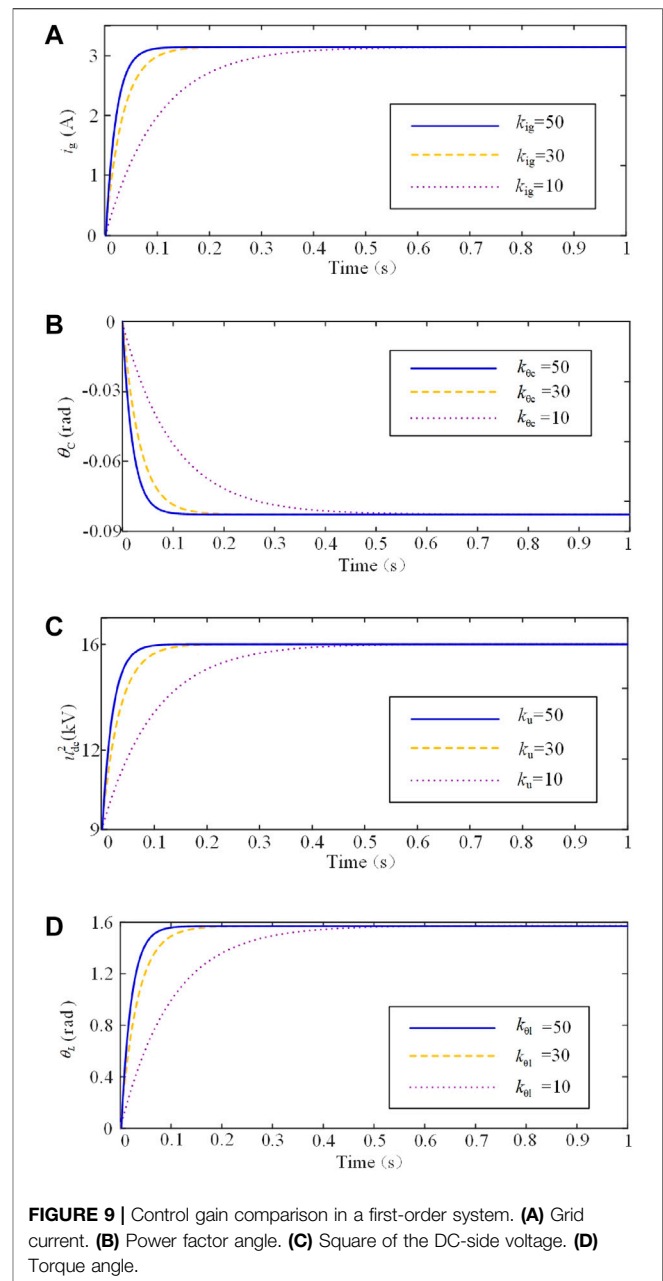 A
3
2
1
0
i_g (A)
k_ig=50
k_ig=30
k_ig=10
0 0.1 0.2 0.3 0.4 0.5 0.6 0.7 0.8 0.9 1
Time (s)
B
0
-0.03
-0.06
-0.09
θ_C (rad)
k_θc =50
k_θc =30
k_θc =10
0 0.1 0.2 0.3 0.4 0.5 0.6 0.7 0.8 0.9 1
Time (s)
C
16
12
9
u²_dc (kV)
k_u=50
k_u=30
k_u=10
0 0.1 0.2 0.3 0.4 0.5 0.6 0.7 0.8 0.9 1
Time (s)
D
1.6
1.2
0.8
0.4
0
θ_L (rad)
k_θl =50
k_θl =30
k_θl =10
0 0.1 0.2 0.3 0.4 0.5 0.6 0.7 0.8 0.9 1
Time (s)
FIGURE 9 | Control gain comparison in a first-order system. (A) Grid
current. (B) Power factor angle. (C) Square of the DC-side voltage. (D)
Torque angle.